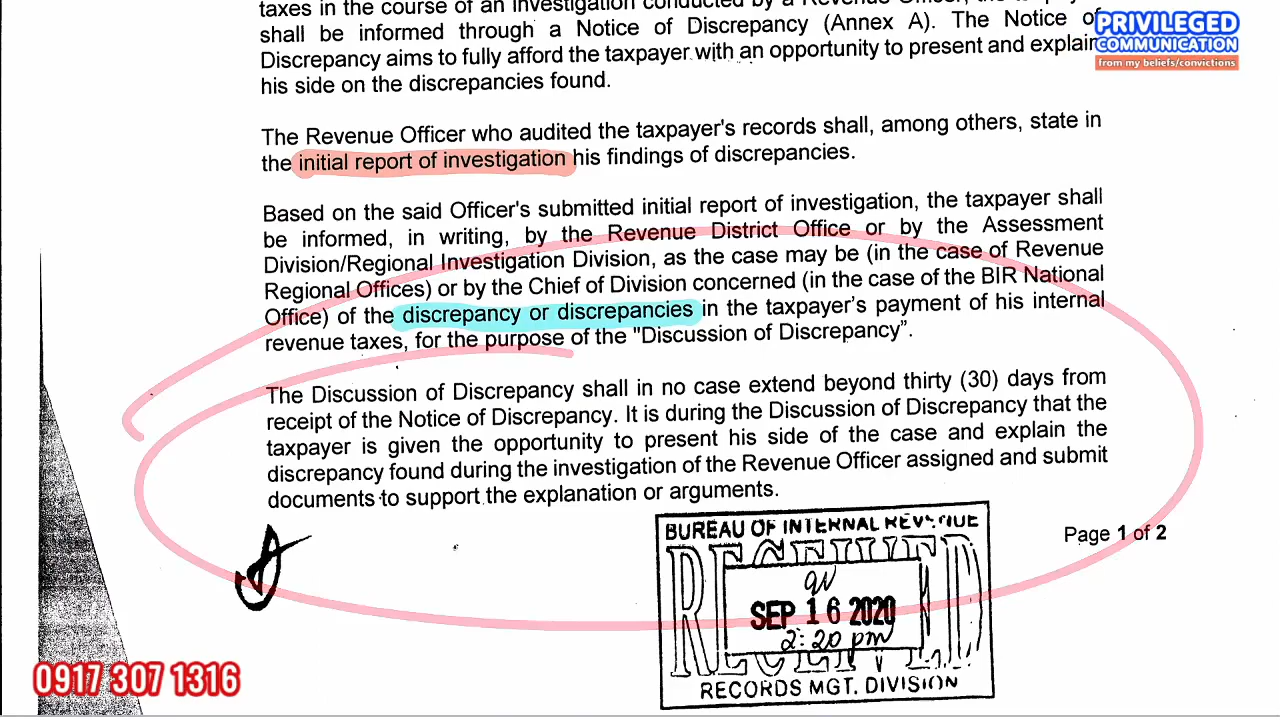 taxes in the course of an investigation conducted by a Revenue Officer, the
shall be informed through a Notice of Discrepancy (Annex A). The Notice of
Discrepancy aims to fully afford the taxpayer with an opportunity to present and explain
his side on the discrepancies found.
PRIVILEGED
COMMUNICATION
from my beliefs/convictions
The Revenue Officer who audited the taxpayer's records shall, among others, state in
the initial report of investigation his findings of discrepancies.
Based on the said Officer's submitted initial report of investigation, the taxpayer shall
be informed, in writing, by the Revenue District Office or by the Assessment
Division/Regional Investigation Division, as the case may be (in the case of Revenue
Regional Offices) or by the Chief of Division concerned (in the case of the BIR National
Office) of the discrepancy or discrepancies in the taxpayer's payment of his internal
revenue taxes, for the purpose of the "Discussion of Discrepancy".
The Discussion of Discrepancy shall in no case extend beyond thirty (30) days from
receipt of the Notice of Discrepancy. It is during the Discussion of Discrepancy that the
taxpayer is given the opportunity to present his side of the case and explain the
discrepancy found during the investigation of the Revenue Officer assigned and submit
documents to support the explanation or arguments.
Page 1 of 2
BUREAU OF INTERNAL REVENUE
RECEIVED
SEP 16 2020
2:20 pm
RECORDS MGT. DIVISION
0917 307 1316